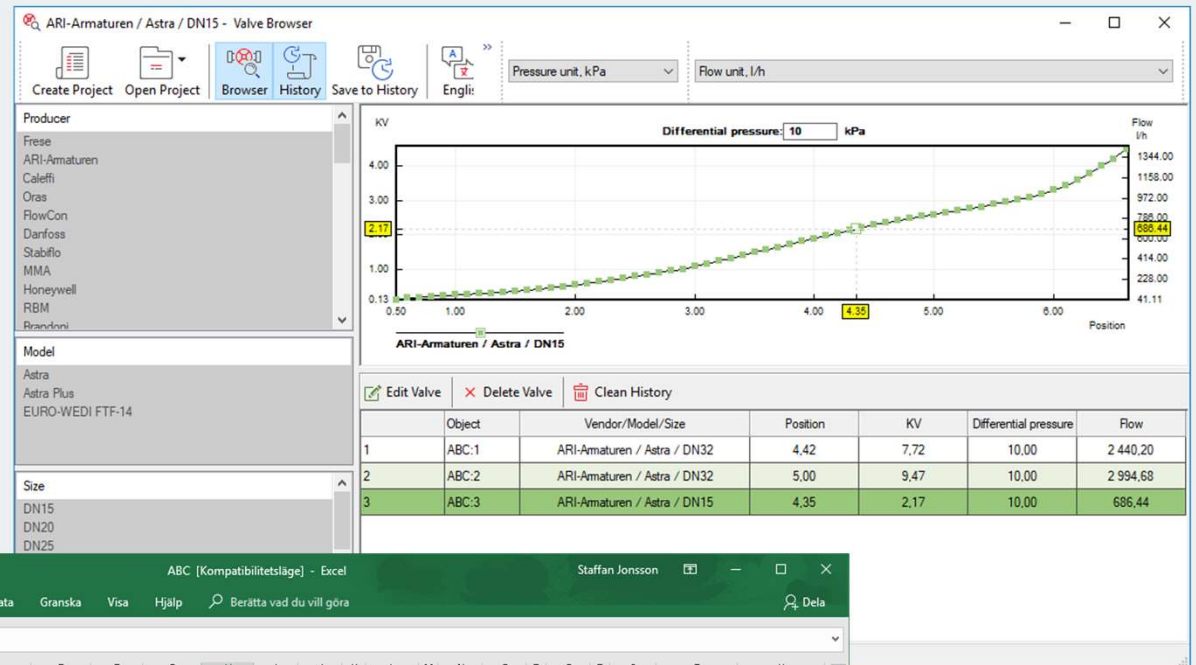 ARI-Armaturen / Astra / DN15 - Valve Browser
Create Project Open Project Browser History Save to History Englis
Pressure unit, kPa
Flow unit, l/h
Producer
Frese
ARI-Armaturen
Caleffi
Oras
FlowCon
Danfoss
Stabiflo
MMA
Honeywell
RBM
Brandoni
Model
Astra
Astra Plus
EURO-WEDI FTF-14
Size
DN15
DN20
DN25
KV
Differential pressure: 10 kPa
Flow
l/h
4.00
3.00
2.17
1.00
0.13
1344.00
1158.00
972.00
786.00
686.44
600.00
414.00
228.00
41.11
0.50 1.00 2.00 3.00 4.00 4.35 5.00 6.00
Position
ARI-Armaturen / Astra / DN15
Edit Valve Delete Valve Clean History
Object Vendor/Model/Size Position KV Differential pressure Flow
1 ABC:1 ARI-Armaturen / Astra / DN32 4,42 7,72 10,00 2 440,20
2 ABC:2 ARI-Armaturen / Astra / DN32 5,00 9,47 10,00 2 994,68
3 ABC:3 ARI-Armaturen / Astra / DN15 4,35 2,17 10,00 686,44
ABC [Kompatibilitetsläge] - Excel
Staffan Jonsson
Granska Visa Hjälp Berätta vad du vill göra
Dela